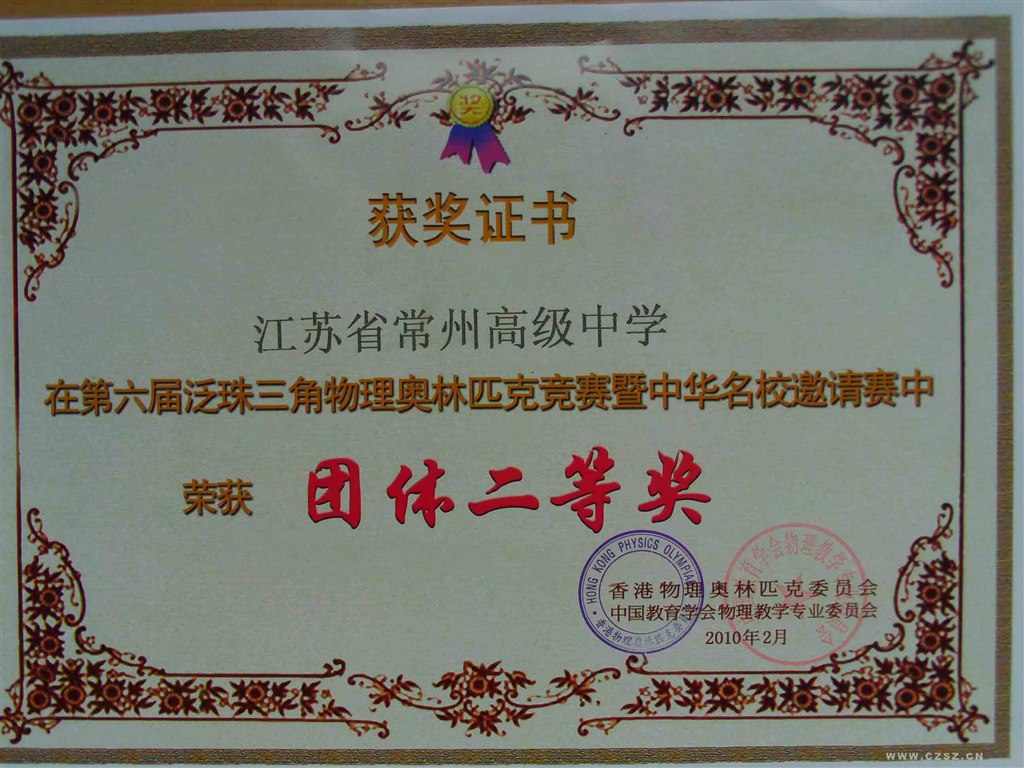 奖
获奖证书
江苏省常州高级中学
在第六届泛珠三角物理奥林匹克竞赛暨中华名校邀请赛中
荣获 团体二等奖
HONG KONG PHYSICS OLYMPIAD
香港物理奥林匹克委员会
中国教育学会物理教学专业委员会
2010年2月
WWW.CZSZ.CN